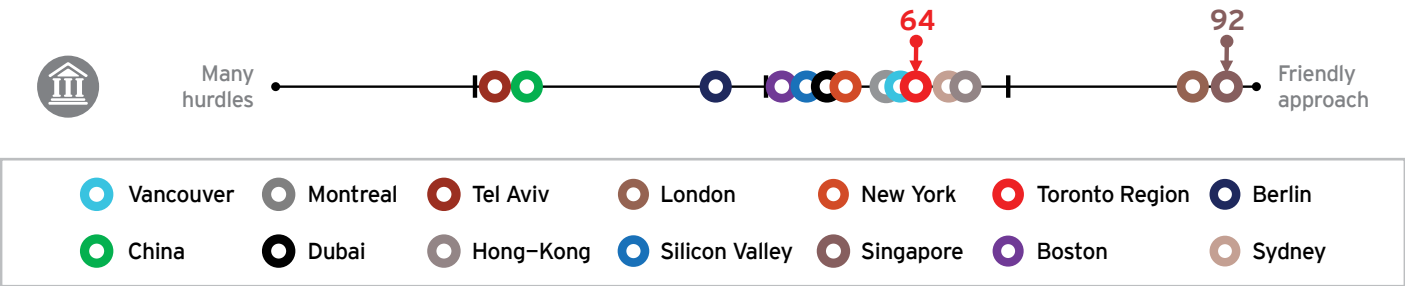 64
92
Many
hurdles
Friendly
approach
Vancouver
Montreal
Tel Aviv
London
New York
Toronto Region
Berlin
China
Dubai
Hong-Kong
Silicon Valley
Singapore
Boston
Sydney